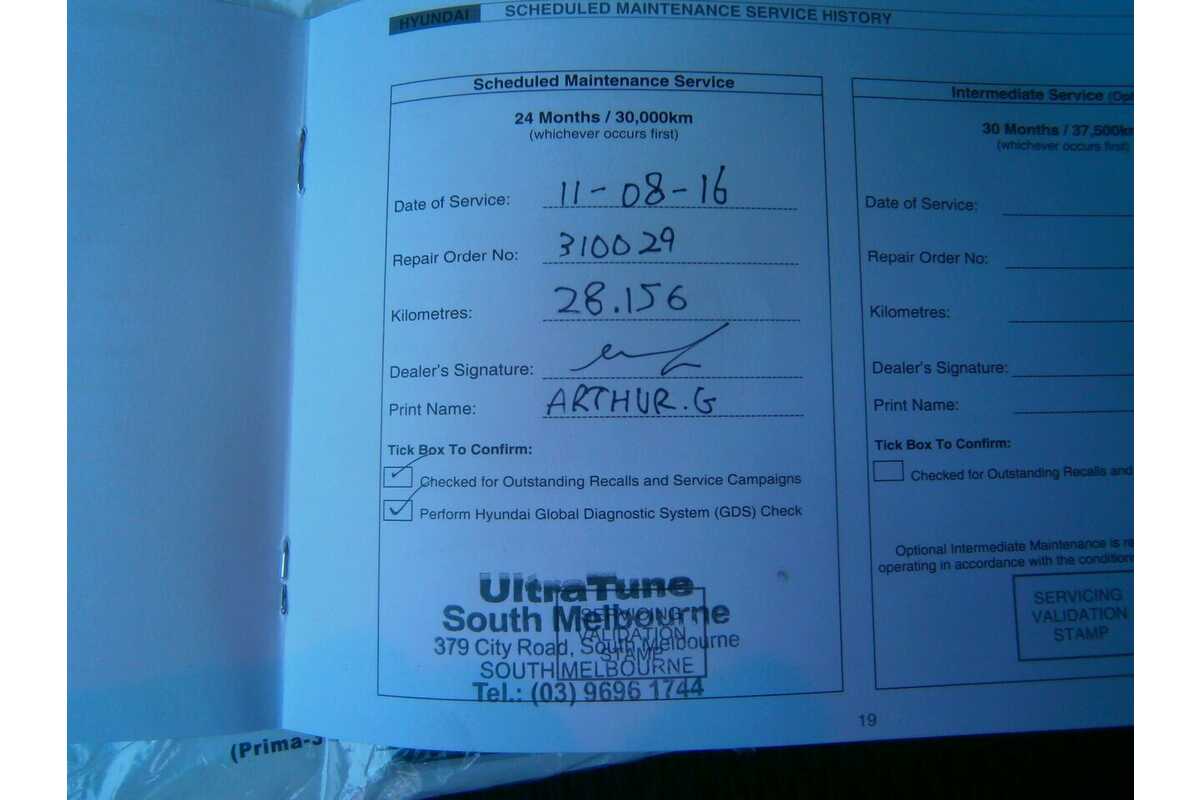 HYUNDAI SCHEDULED MAINTENANCE SERVICE HISTORY
Scheduled Maintenance Service
24 Months / 30,000km
(whichever occurs first)
Date of Service: 11-08-16
Repair Order No: 310029
Kilometres: 28.156
Dealer's Signature:
Print Name: ARTHUR.G
Tick Box To Confirm:
Checked for Outstanding Recalls and Service Campaigns
Perform Hyundai Global Diagnostic System (GDS) Check
UltraTune
South Melbourne
379 City Road, South Melbourne
SOUTH MELBOURNE
Tel.: (03) 9696 1744
SERVICING
VALIDATION
STAMP
Intermediate Service
30 Months / 37,500km
(whichever occurs first)
Date of Service:
Repair Order No:
Kilometres:
Dealer's Signature:
Print Name:
Tick Box To Confirm:
Checked for Outstanding Recalls and
Optional Intermediate Maintenance is
operating in accordance with the
SERVICING
VALIDATION
STAMP
19
(Prima-